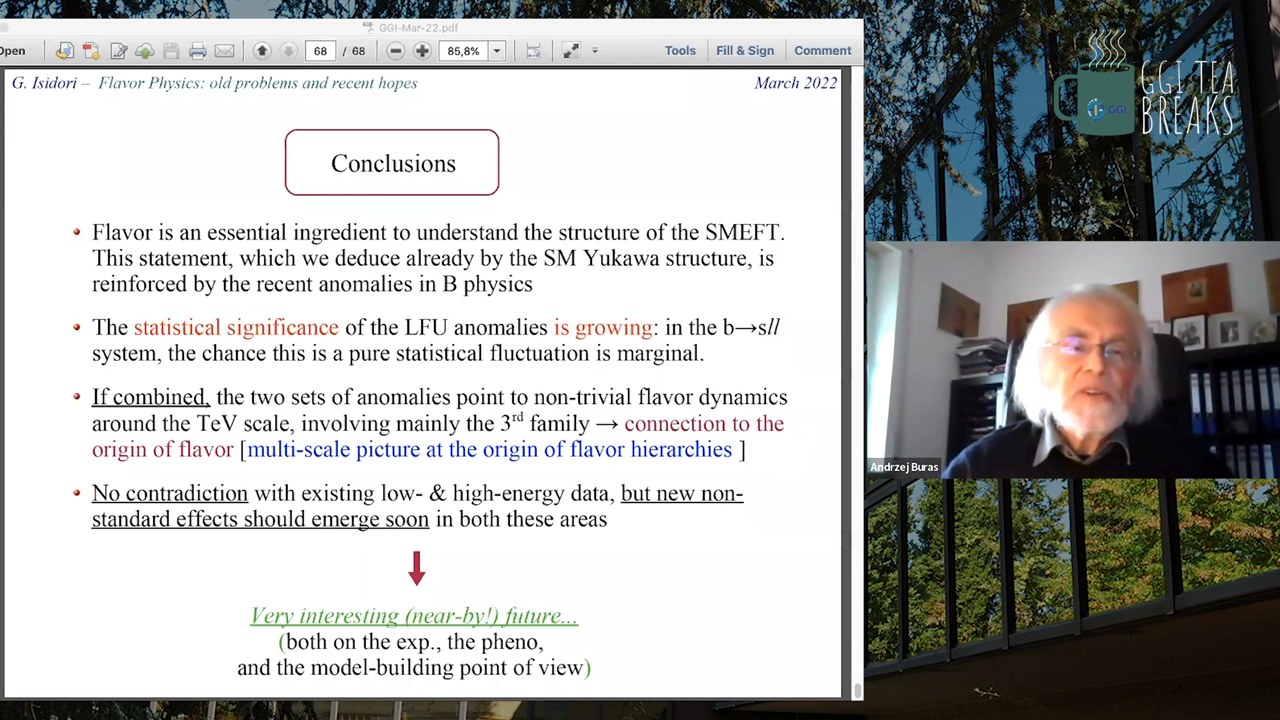 GGI-Mar-22.pdf
Open
68 / 68
85,8%
Tools
Fill & Sign
Comment
G. Isidori – Flavor Physics: old problems and recent hopes
March 2022
Conclusions
• Flavor is an essential ingredient to understand the structure of the SMEFT.
This statement, which we deduce already by the SM Yukawa structure, is
reinforced by the recent anomalies in B physics
• The statistical significance of the LFU anomalies is growing: in the b→sll
system, the chance this is a pure statistical fluctuation is marginal.
• If combined, the two sets of anomalies point to non-trivial flavor dynamics
around the TeV scale, involving mainly the 3rd family → connection to the
origin of flavor [multi-scale picture at the origin of flavor hierarchies ]
• No contradiction with existing low- & high-energy data, but new non-
standard effects should emerge soon in both these areas
Very interesting (near-by!) future...
(both on the exp., the pheno,
and the model-building point of view)
GGI TEA
BREAKS
GGI
Andrzej Buras